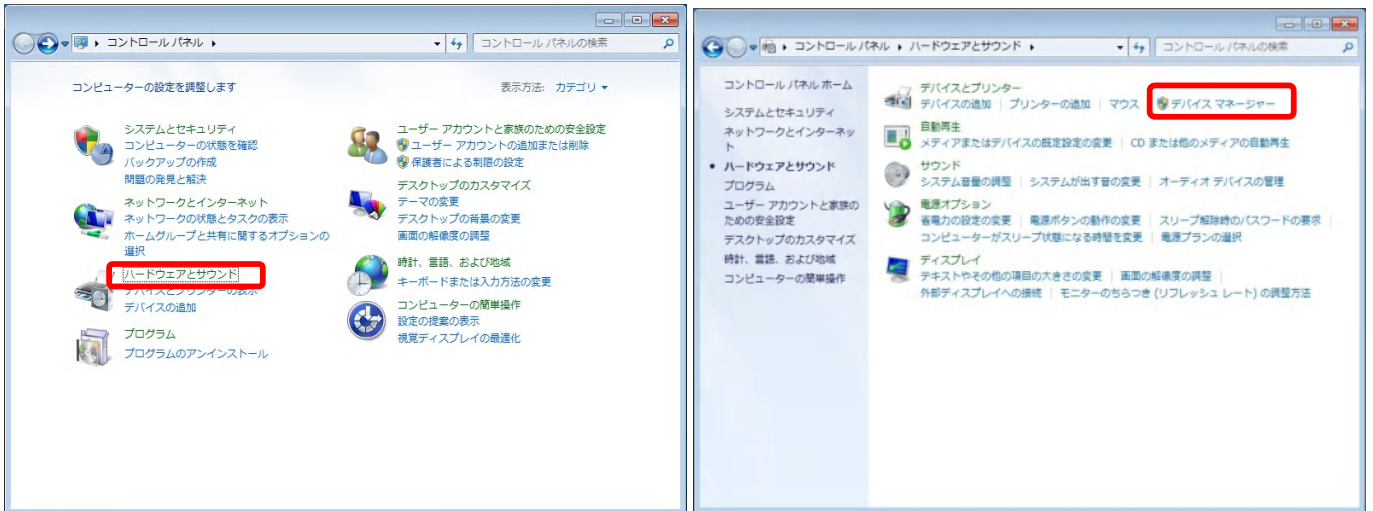 コントロール パネル
コントロール パネルの検索
コンピューターの設定を調整します
表示方法: カテゴリ
システムとセキュリティ
コンピューターの状態を確認
バックアップの作成
問題の発見と解決
ネットワークとインターネット
ネットワークの状態とタスクの表示
ホームグループと共有に関するオプションの
選択
ハードウェアとサウンド
デバイスとプリンターの表示
デバイスの追加
プログラム
プログラムのアンインストール
ユーザー アカウントと家族のための安全設定
ユーザー アカウントの追加または削除
保護者による制限の設定
デスクトップのカスタマイズ
テーマの変更
デスクトップの背景の変更
画面の解像度の調整
時計、言語、および地域
キーボードまたは入力方法の変更
コンピューターの簡単操作
設定の提案の表示
視覚ディスプレイの最適化
コントロール パネル ハードウェアとサウンド
コントロール パネルの検索
コントロール パネル ホーム
システムとセキュリティ
ネットワークとインターネッ
ト
ハードウェアとサウンド
プログラム
ユーザー アカウントと家族の
ための安全設定
デスクトップのカスタマイズ
時計、言語、および地域
コンピューターの簡単操作
デバイスとプリンター
デバイスの追加 プリンターの追加 マウス デバイス マネージャー
自動再生
メディアまたはデバイスの既定設定の変更 CD または他のメディアの自動再生
サウンド
システム音量の調整 システムが出す音の変更 オーディオ デバイスの管理
電源オプション
省電力の設定の変更 電源ボタンの動作の変更 スリープ解除時のパスワードの要求
コンピューターがスリープ状態になる時間を変更 電源プランの選択
ディスプレイ
テキストやその他の項目の大きさの変更 画面の解像度の調整
外部ディスプレイへの接続 モニターのちらつき (リフレッシュ レート) の調整方法